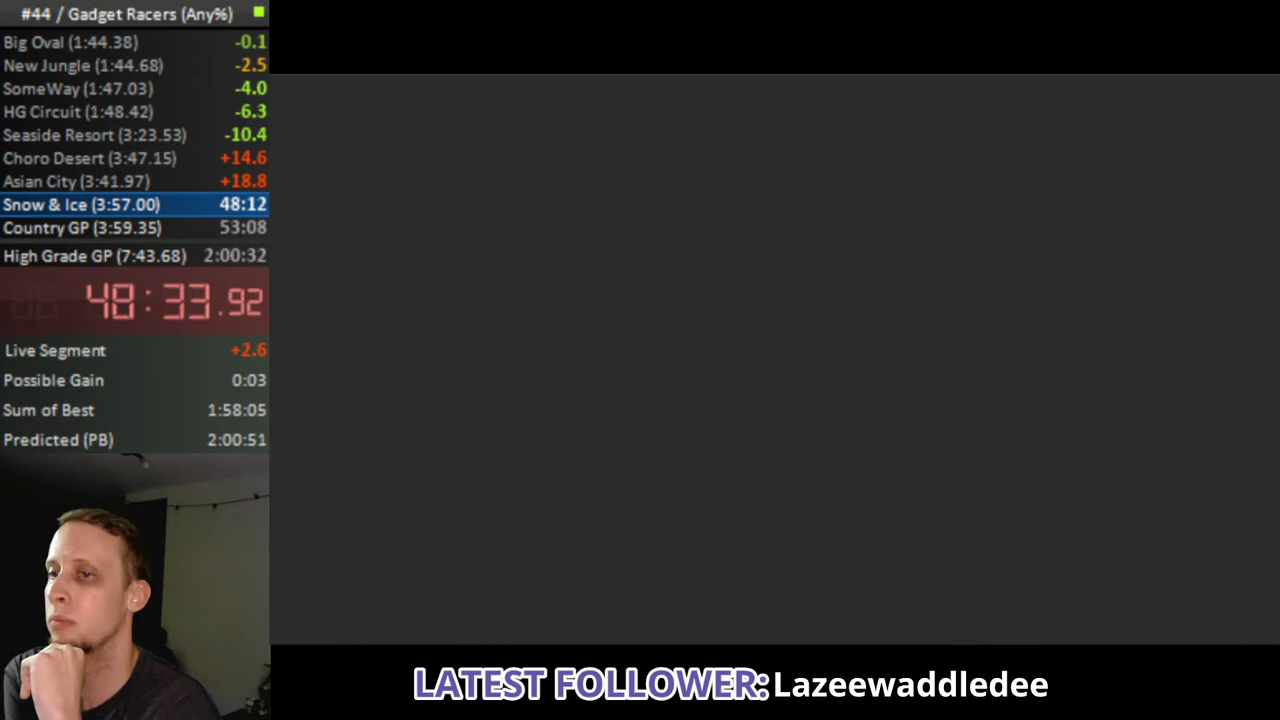 #44 / Gadget Racers (Any%)
Big Oval (1:44.38) -0.1
New Jungle (1:44.68) -2.5
SomeWay (1:47.03) -4.0
HG Circuit (1:48.42) -6.3
Seaside Resort (3:23.53) -10.4
Choro Desert (3:47.15) +14.6
Asian City (3:41.97) +18.8
Snow & Ice (3:57.00) 48:12
Country GP (3:59.35) 53:08
High Grade GP (7:43.68) 2:00:32
48:33.92
Live Segment +2.6
Possible Gain 0:03
Sum of Best 1:58:05
Predicted (PB) 2:00:51
LATEST FOLLOWER: Lazeewaddledee